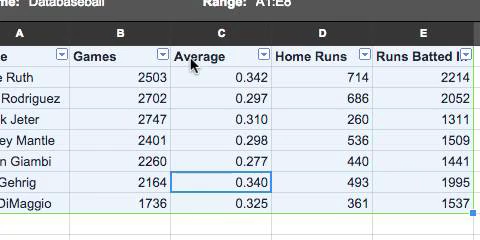 me: Databaseball Range: A1:E8
A B C D E
e Games Average Home Runs Runs Batted I..
e Ruth 2503 0.342 714 2214
Rodriguez 2702 0.297 686 2052
k Jeter 2747 0.310 260 1311
ey Mantle 2401 0.298 536 1509
n Giambi 2260 0.277 440 1441
Gehrig 2164 0.340 493 1995
DiMaggio 1736 0.325 361 1537